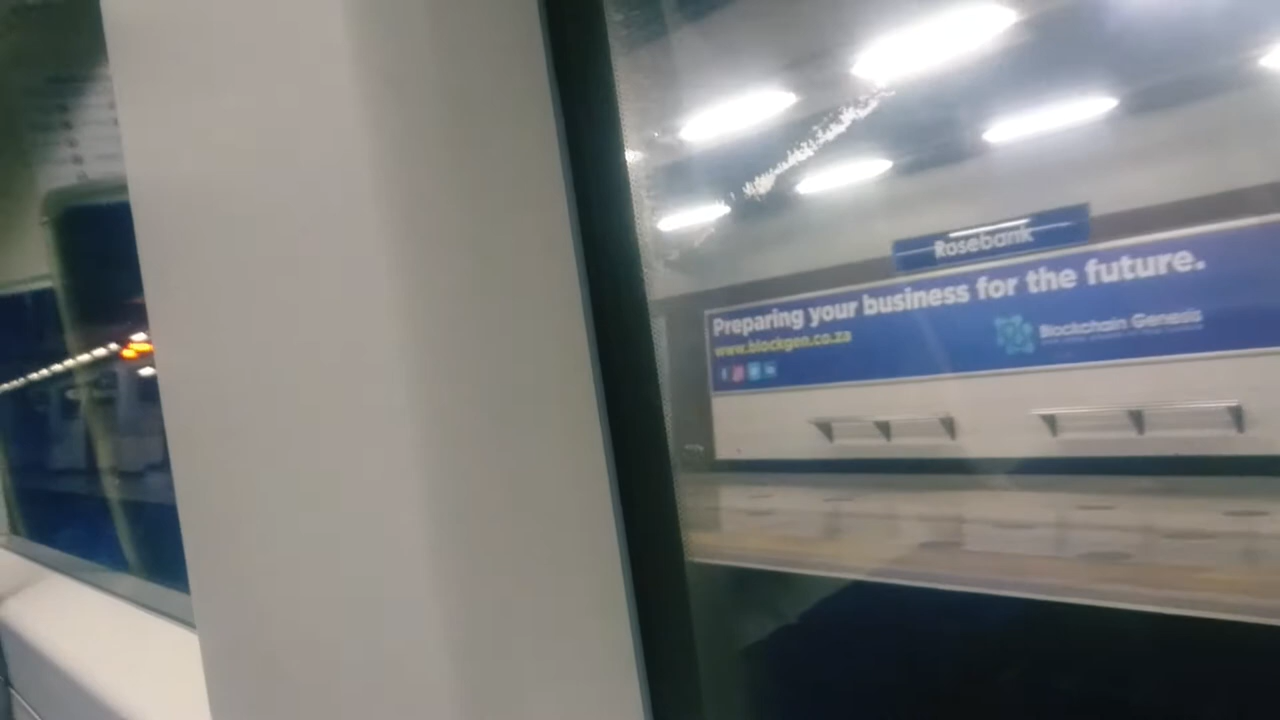 Rosebank
Preparing your business for the future.
www.blockgen.co.za
Blockchain Genesis